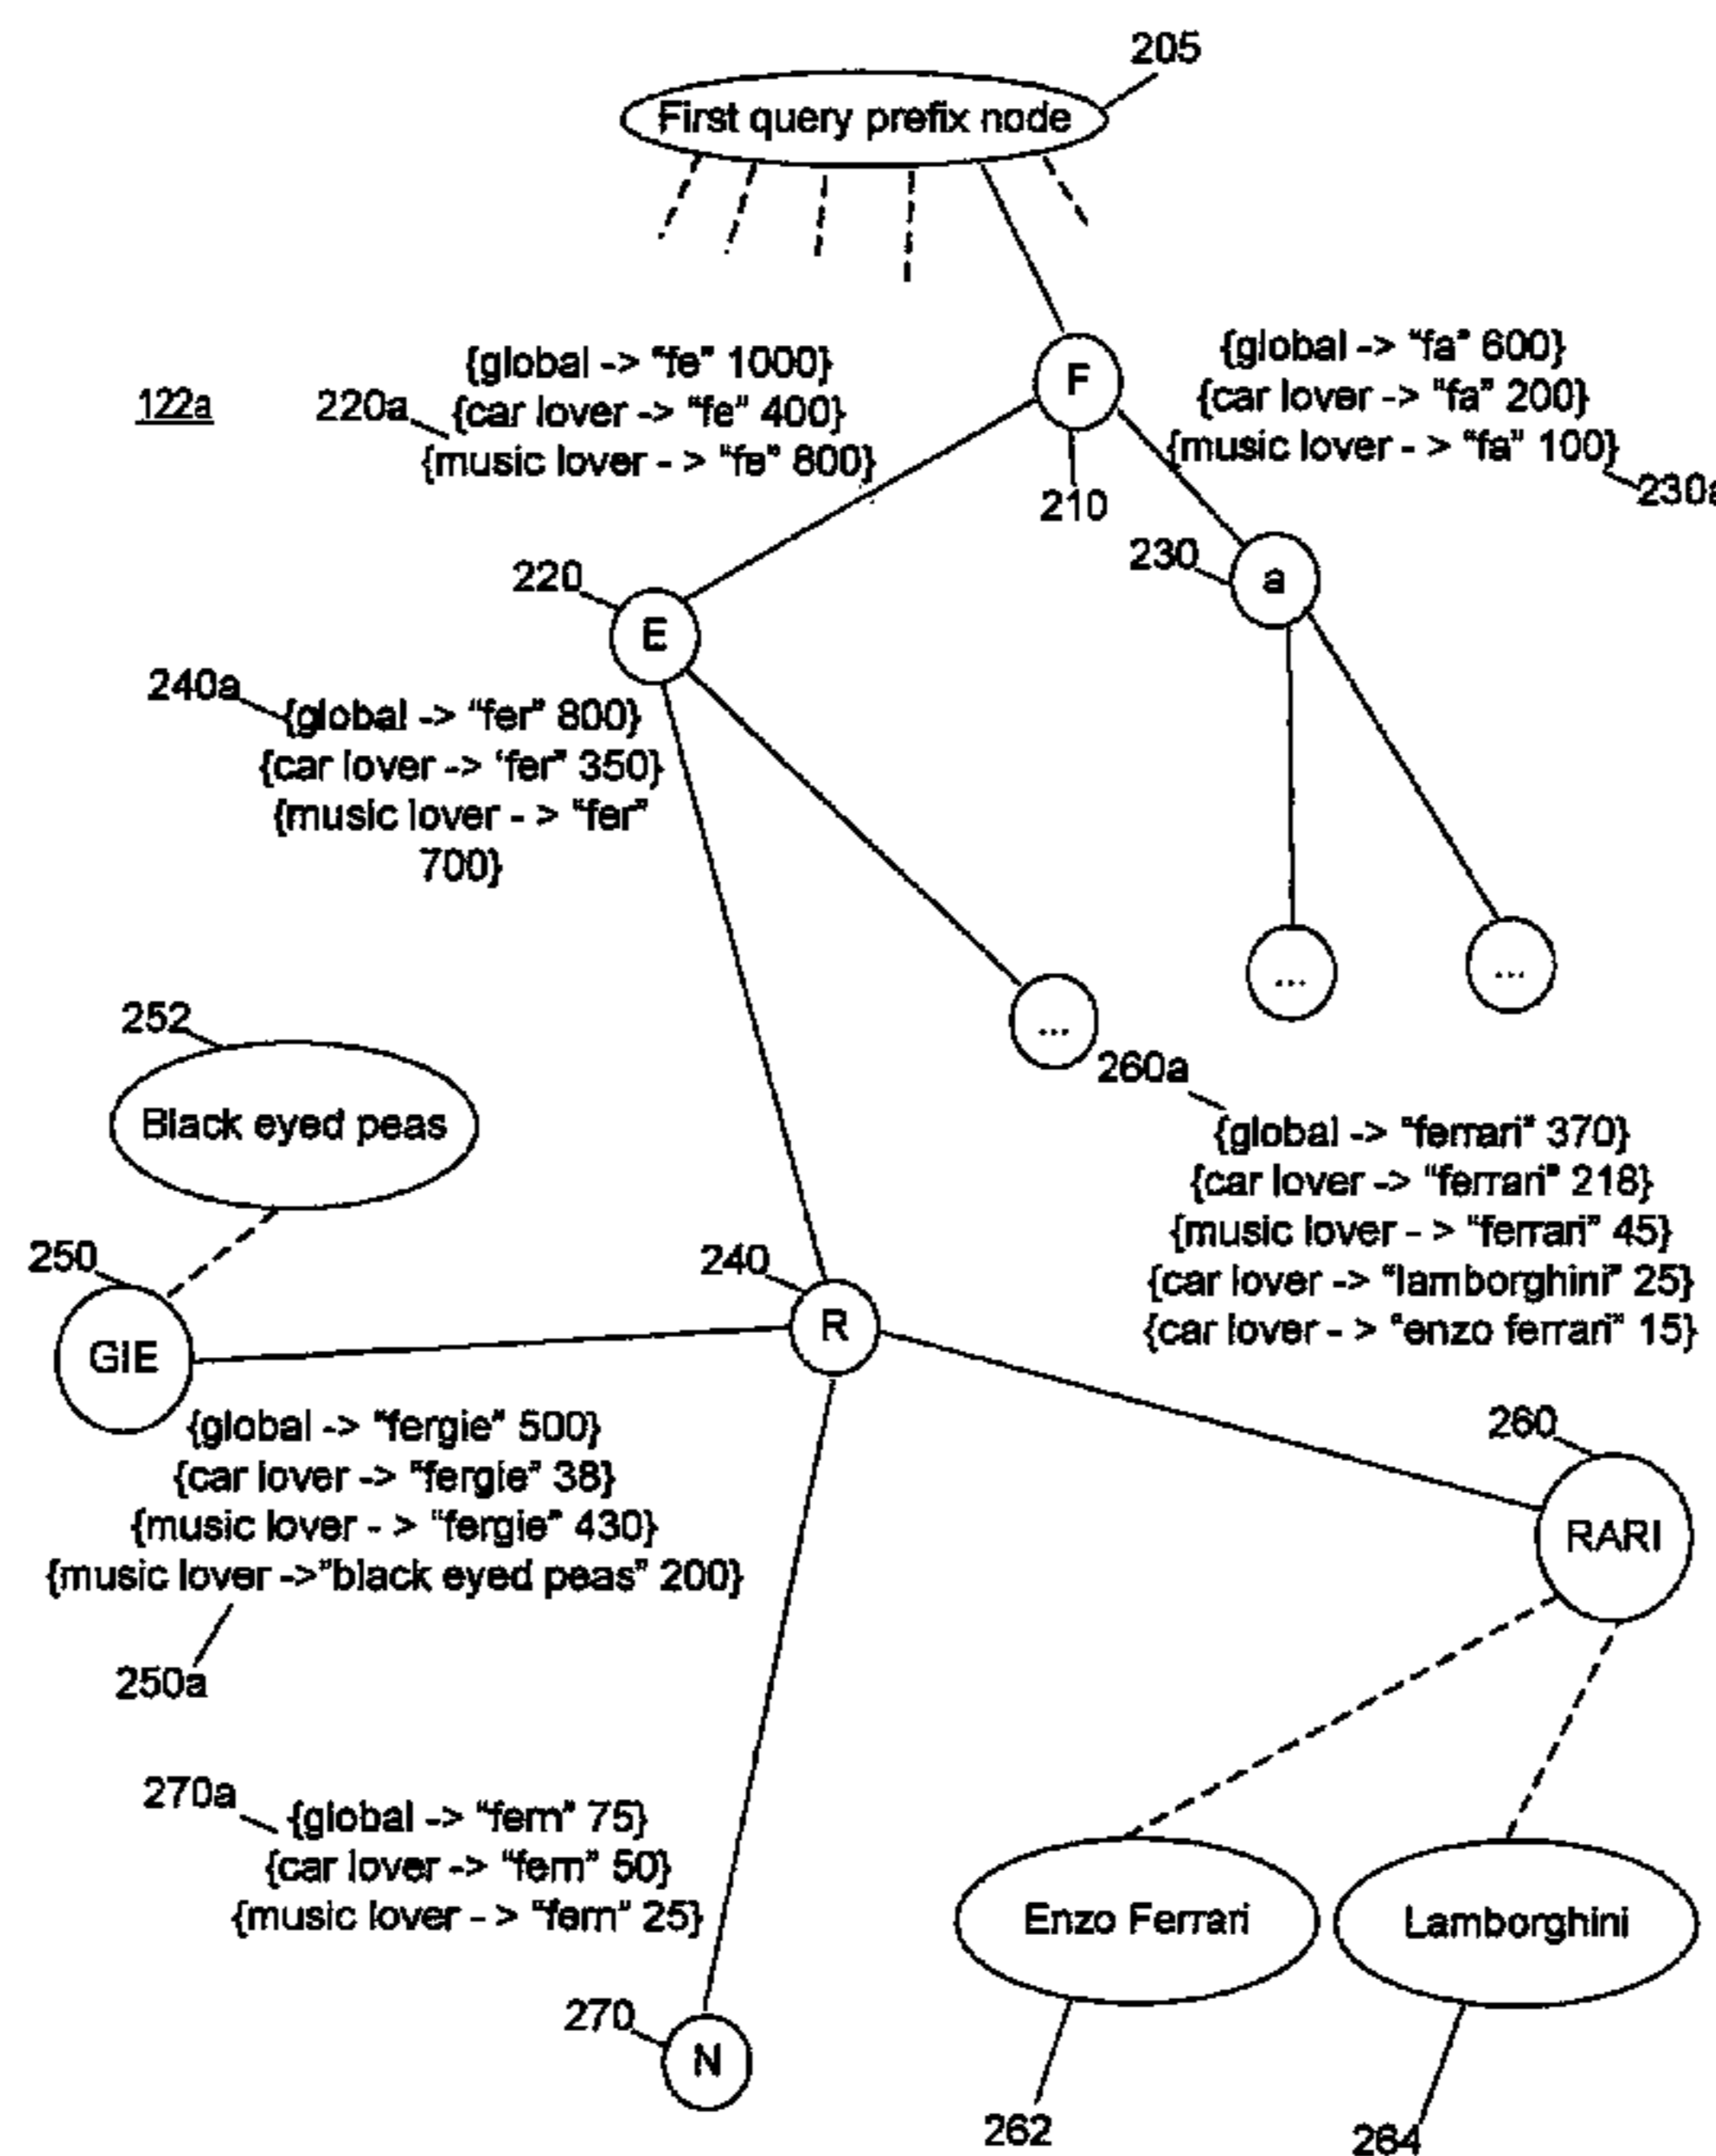 205
First query prefix node
122a
220a
{global -> "fe" 1000}
{car lover -> "fe" 400}
{music lover - > "fe" 800}
F
210
{global -> "fa" 600}
{car lover -> "fa" 200}
{music lover - > "fa" 100}
230a
220
E
230
a
240a
{global -> "fer" 800}
{car lover -> "fer" 350}
{music lover - > "fer"
700}
...
...
...
252
Black eyed peas
260a
{global -> "ferrari" 370}
{car lover -> "ferrari" 218}
{music lover - > "ferrari" 45}
{car lover -> "lamborghini" 25}
{car lover - > "enzo ferrari" 15}
250
GIE
240
R
{global -> "fergie" 500}
{car lover -> "fergie" 38}
{music lover - > "fergie" 430}
{music lover ->"black eyed peas" 200}
250a
260
RARI
270a
{global -> "fern" 75}
{car lover -> "fern" 50}
{music lover - > "fern" 25}
270
N
Enzo Ferrari
Lamborghini
262
264